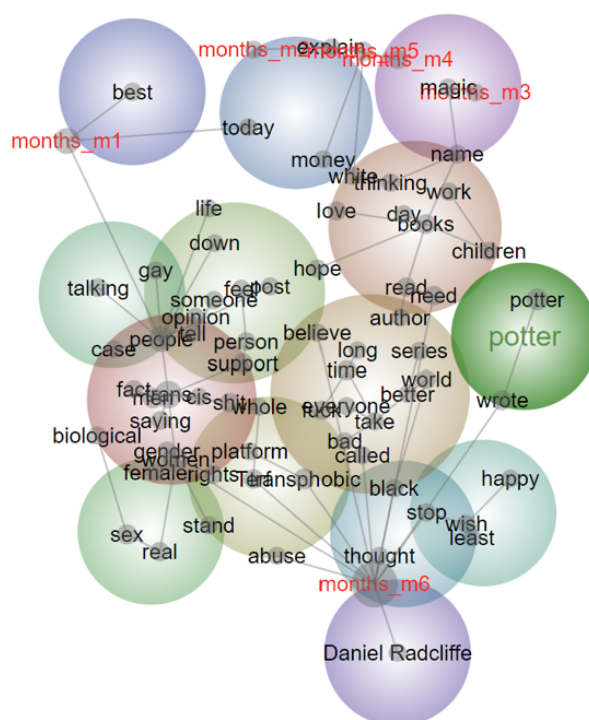 months_m2
explain
months_m5
months_m4
best
magic
months_m3
months_m1
today
money
white
name
thinking
work
life
love
day
books
down
children
gay
hope
talking
feel
post
read
need
someone
potter
opinion
author
people
tell
believe
potter
case
person
long
series
support
time
world
fact
trans
men
cis
shit
whole
everyone
better
wrote
fuck
take
saying
biological
bad
gender
platform
called
women
happy
female
rights
Terf
transphobic
black
stop
wish
sex
stand
least
real
abuse
thought
months_m6
Daniel Radcliffe